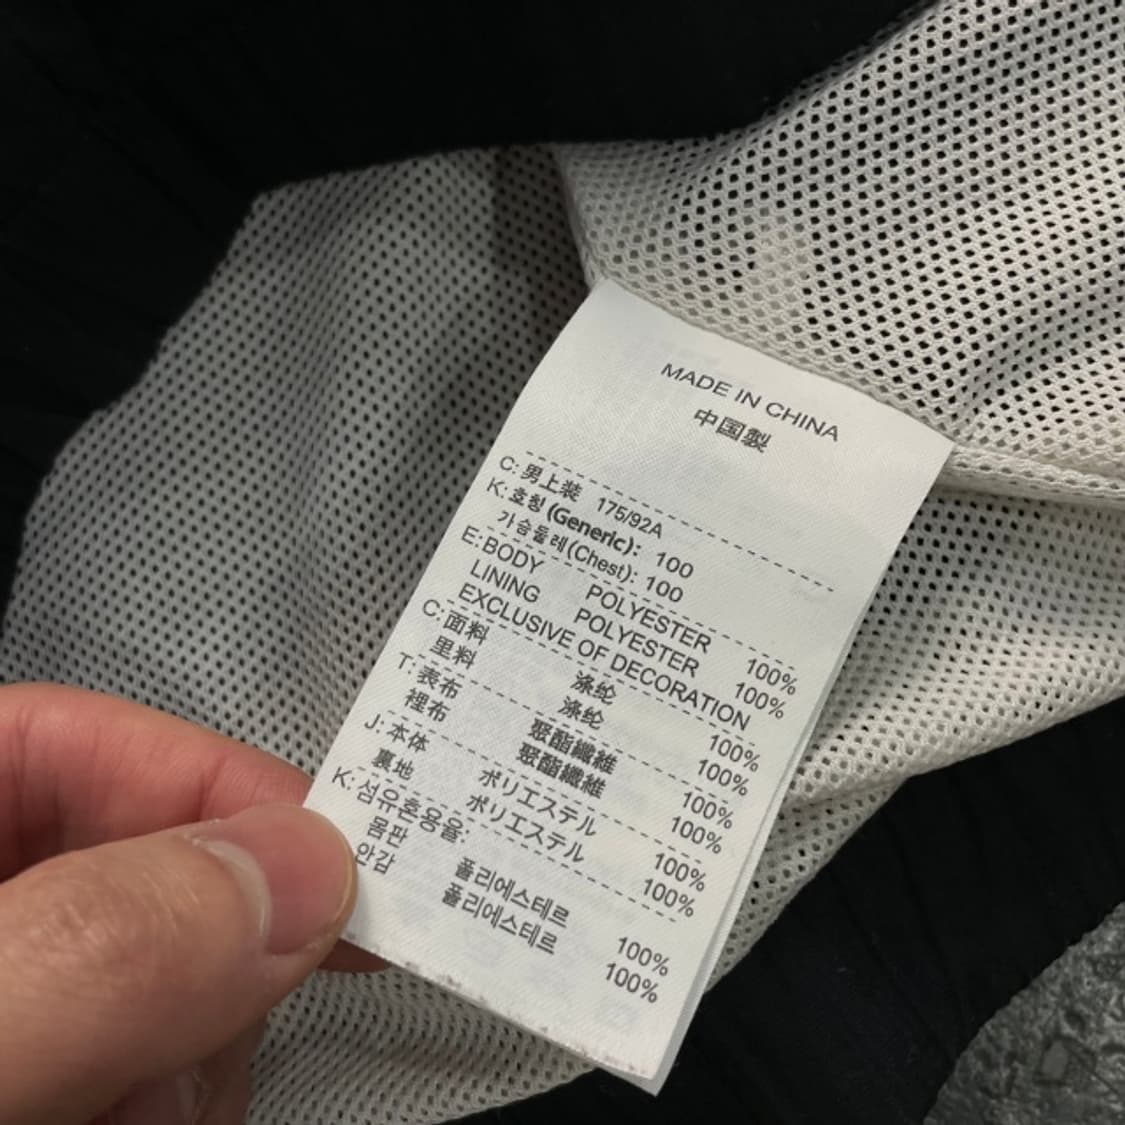 MADE IN CHINA
中国製
C: 男上装 175/92A
K: 호칭 (Generic): 100
가슴둘레(Chest): 100
E: BODY POLYESTER 100%
LINING POLYESTER 100%
EXCLUSIVE OF DECORATION
C: 面料 涤纶 100%
里料 涤纶 100%
T: 表布 聚酯纖維 100%
裡布 聚酯纖維 100%
J: 本体 ポリエステル 100%
裏地 ポリエステル 100%
K: 섬유혼용율:
몸판 폴리에스테르 100%
안감 폴리에스테르 100%